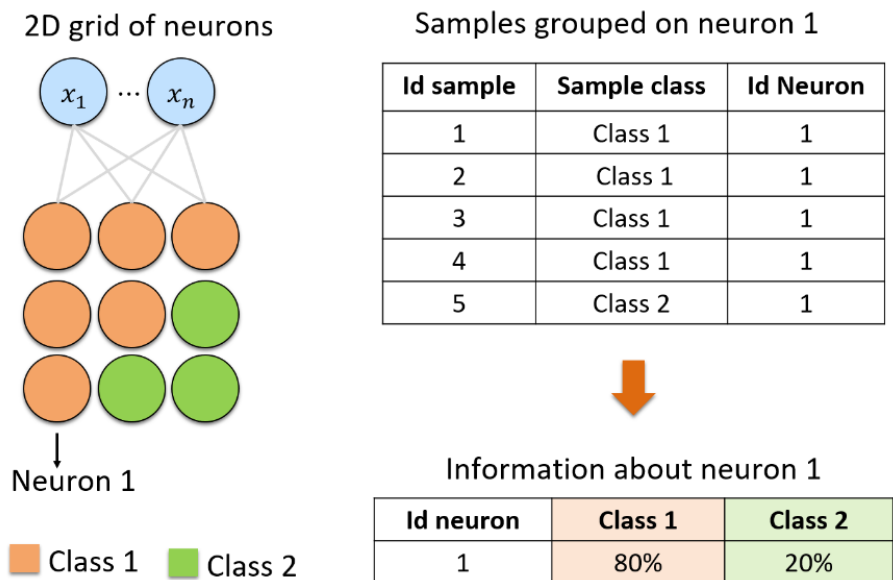 2D grid of neurons
x₁ ... xₙ
Neuron 1
Class 1 Class 2
Samples grouped on neuron 1
Id sample Sample class Id Neuron
1 Class 1 1
2 Class 1 1
3 Class 1 1
4 Class 1 1
5 Class 2 1
Information about neuron 1
Id neuron Class 1 Class 2
1 80% 20%